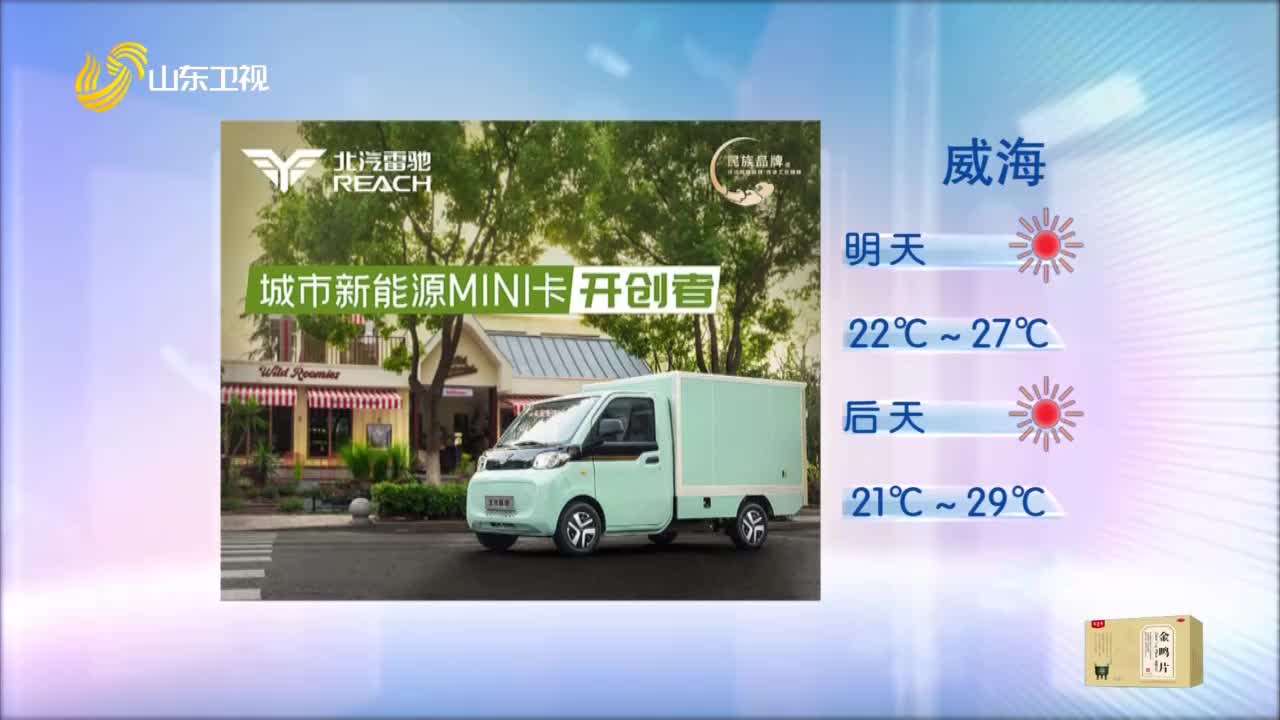 山东卫视
北汽雷驰
REACH
民族品牌
城市新能源MINI卡开创者
Wild Roomies
威海
明天
22℃~27℃
后天
21℃~29℃
金鸣片